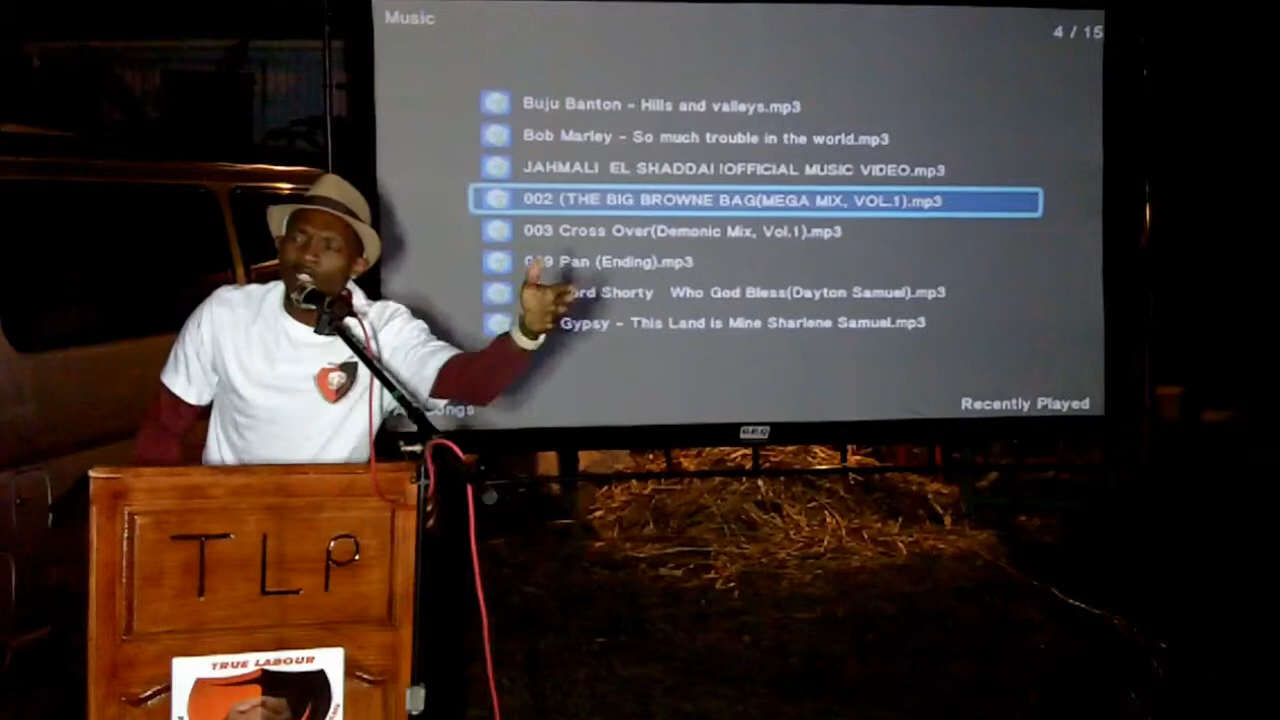 Music
4 / 15
Buju Banton - Hills and valleys.mp3
Bob Marley - So much trouble in the world.mp3
JAHMALI EL SHADDAI !OFFICIAL MUSIC VIDEO.mp3
002 (THE BIG BROWNE BAG(MEGA MIX, VOL.1).mp3
003 Cross Over(Demonic Mix, Vol.1).mp3
Pan (Ending).mp3
Shorty Who God Bless(Dayton Samuel).mp3
Gypsy - This Land is Mine Sharlene Samuel.mp3
Songs
Recently Played
TLP
TRUE LABOUR